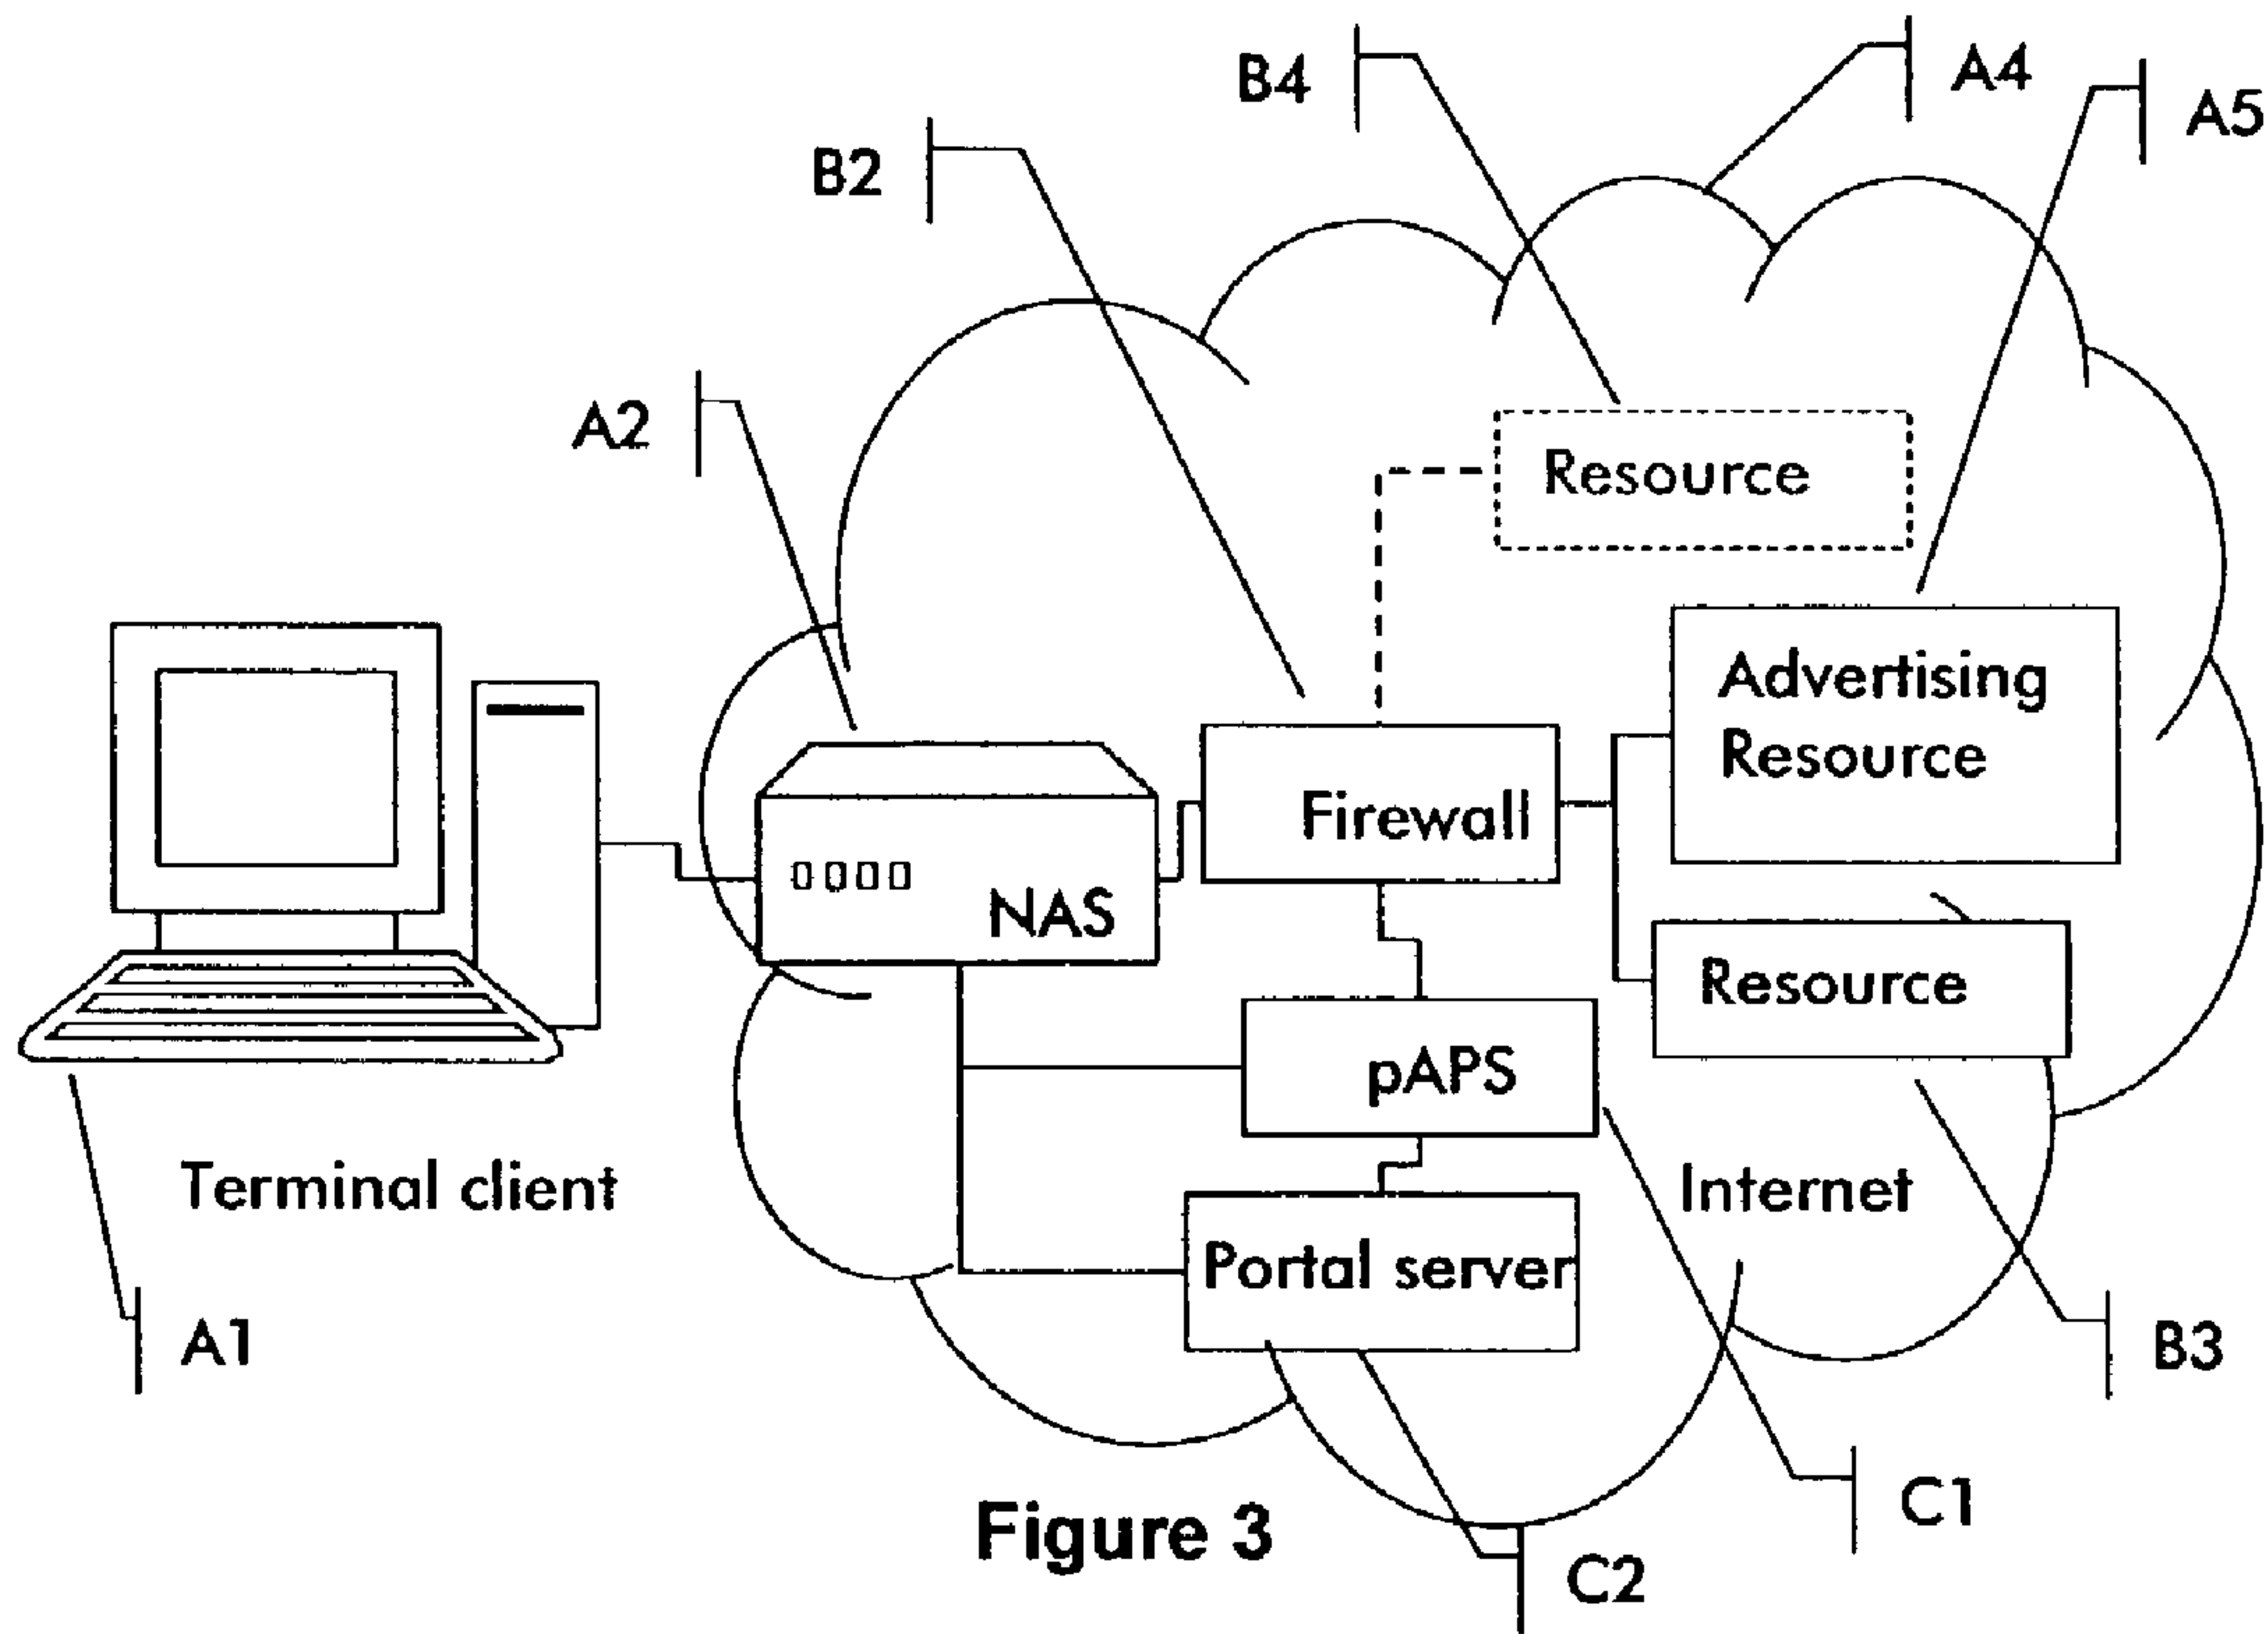 B4
A4
A5
B2
A2
Resource
Advertising
Resource
Firewall
0000
NAS
Resource
pAPS
Terminal client
Internet
Portal server
A1
B3
C1
Figure 3
C2